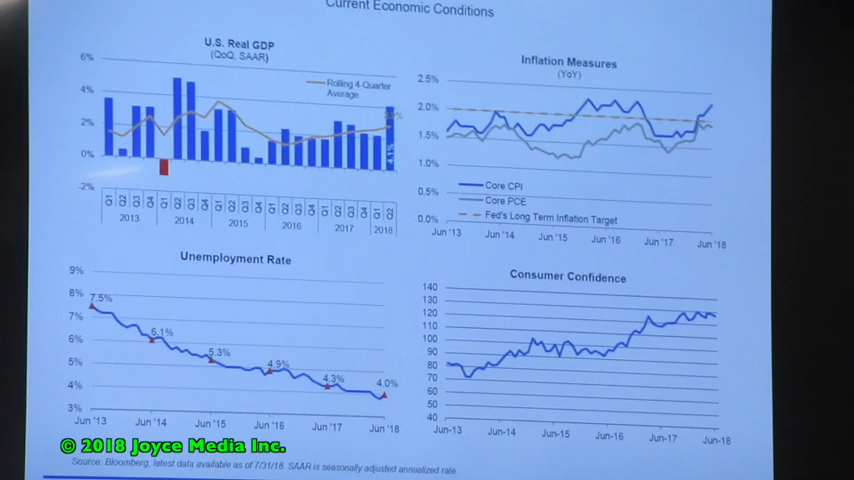 Current Economic Conditions
U.S. Real GDP
(QoQ, SAAR)
6%
4%
2%
0%
-2%
Rolling 4-Quarter
Average
4.1%
Q1 Q2 Q3 Q4 Q1 Q2 Q3 Q4 Q1 Q2 Q3 Q4 Q1 Q2 Q3 Q4 Q1 Q2 Q3 Q4 Q1 Q2
2013 2014 2015 2016 2017 2018
Inflation Measures
(YoY)
2.5%
2.0%
1.5%
1.0%
0.5%
0.0%
Core CPI
Core PCE
Fed's Long Term Inflation Target
Jun '13 Jun '14 Jun '15 Jun '16 Jun '17 Jun '18
Unemployment Rate
9%
8%
7%
6%
5%
4%
3%
7.5%
6.1%
5.3%
4.9%
4.3%
4.0%
Jun '13 Jun '14 Jun '15 Jun '16 Jun '17 Jun '18
Consumer Confidence
140
130
120
110
100
90
80
70
60
50
40
Jun-13 Jun-14 Jun-15 Jun-16 Jun-17 Jun-18
© 2018 Joyce Media Inc.
Source: Bloomberg, latest data available as of 7/31/18. SAAR is seasonally adjusted annualized rate.